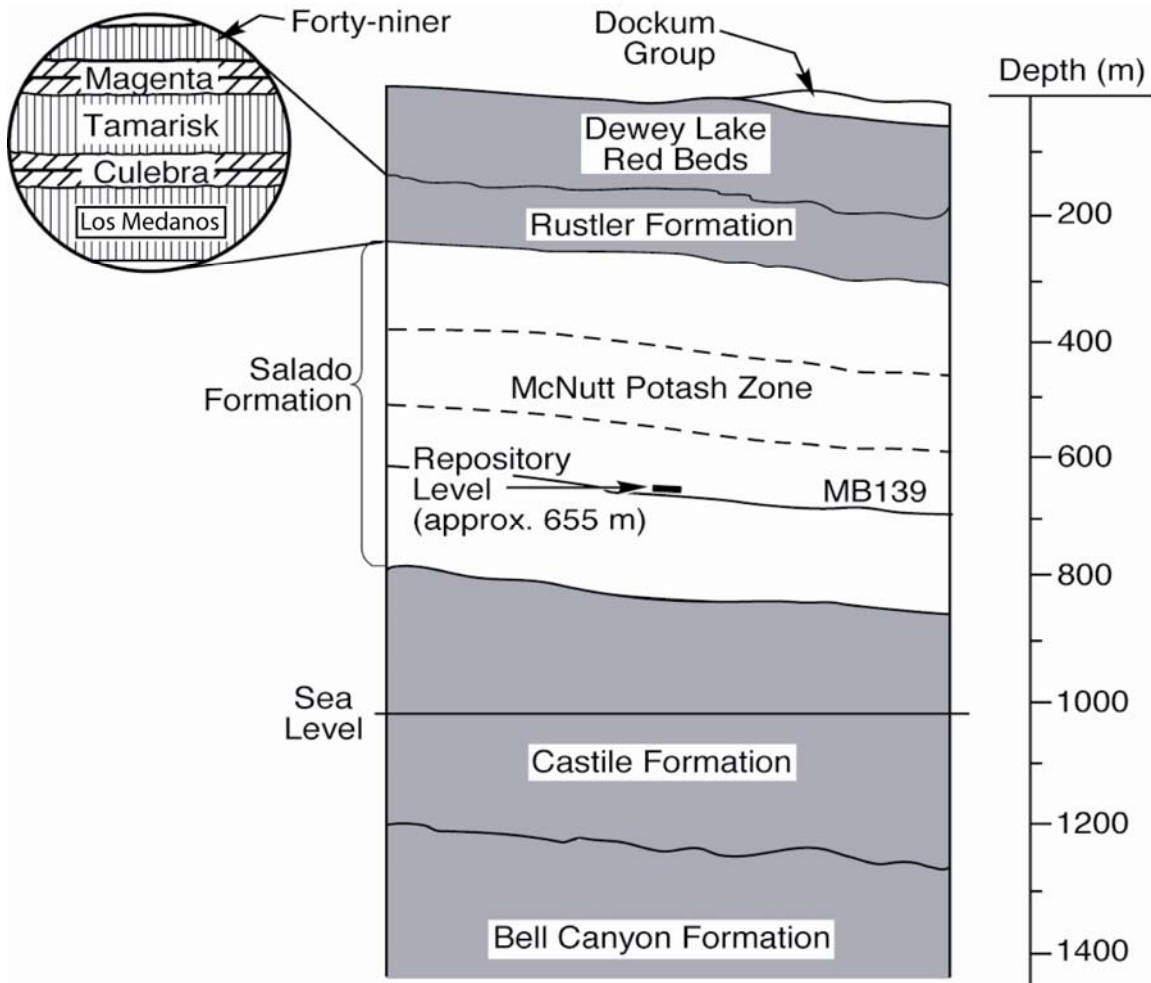 Forty-niner
Magenta
Tamarisk
Culebra
Los Medanos
Dockum
Group
Depth (m)
Dewey Lake
Red Beds
Rustler Formation
Salado
Formation
McNutt Potash Zone
Repository
Level
(approx. 655 m)
MB139
Sea
Level
Castile Formation
Bell Canyon Formation
200
400
600
800
1000
1200
1400